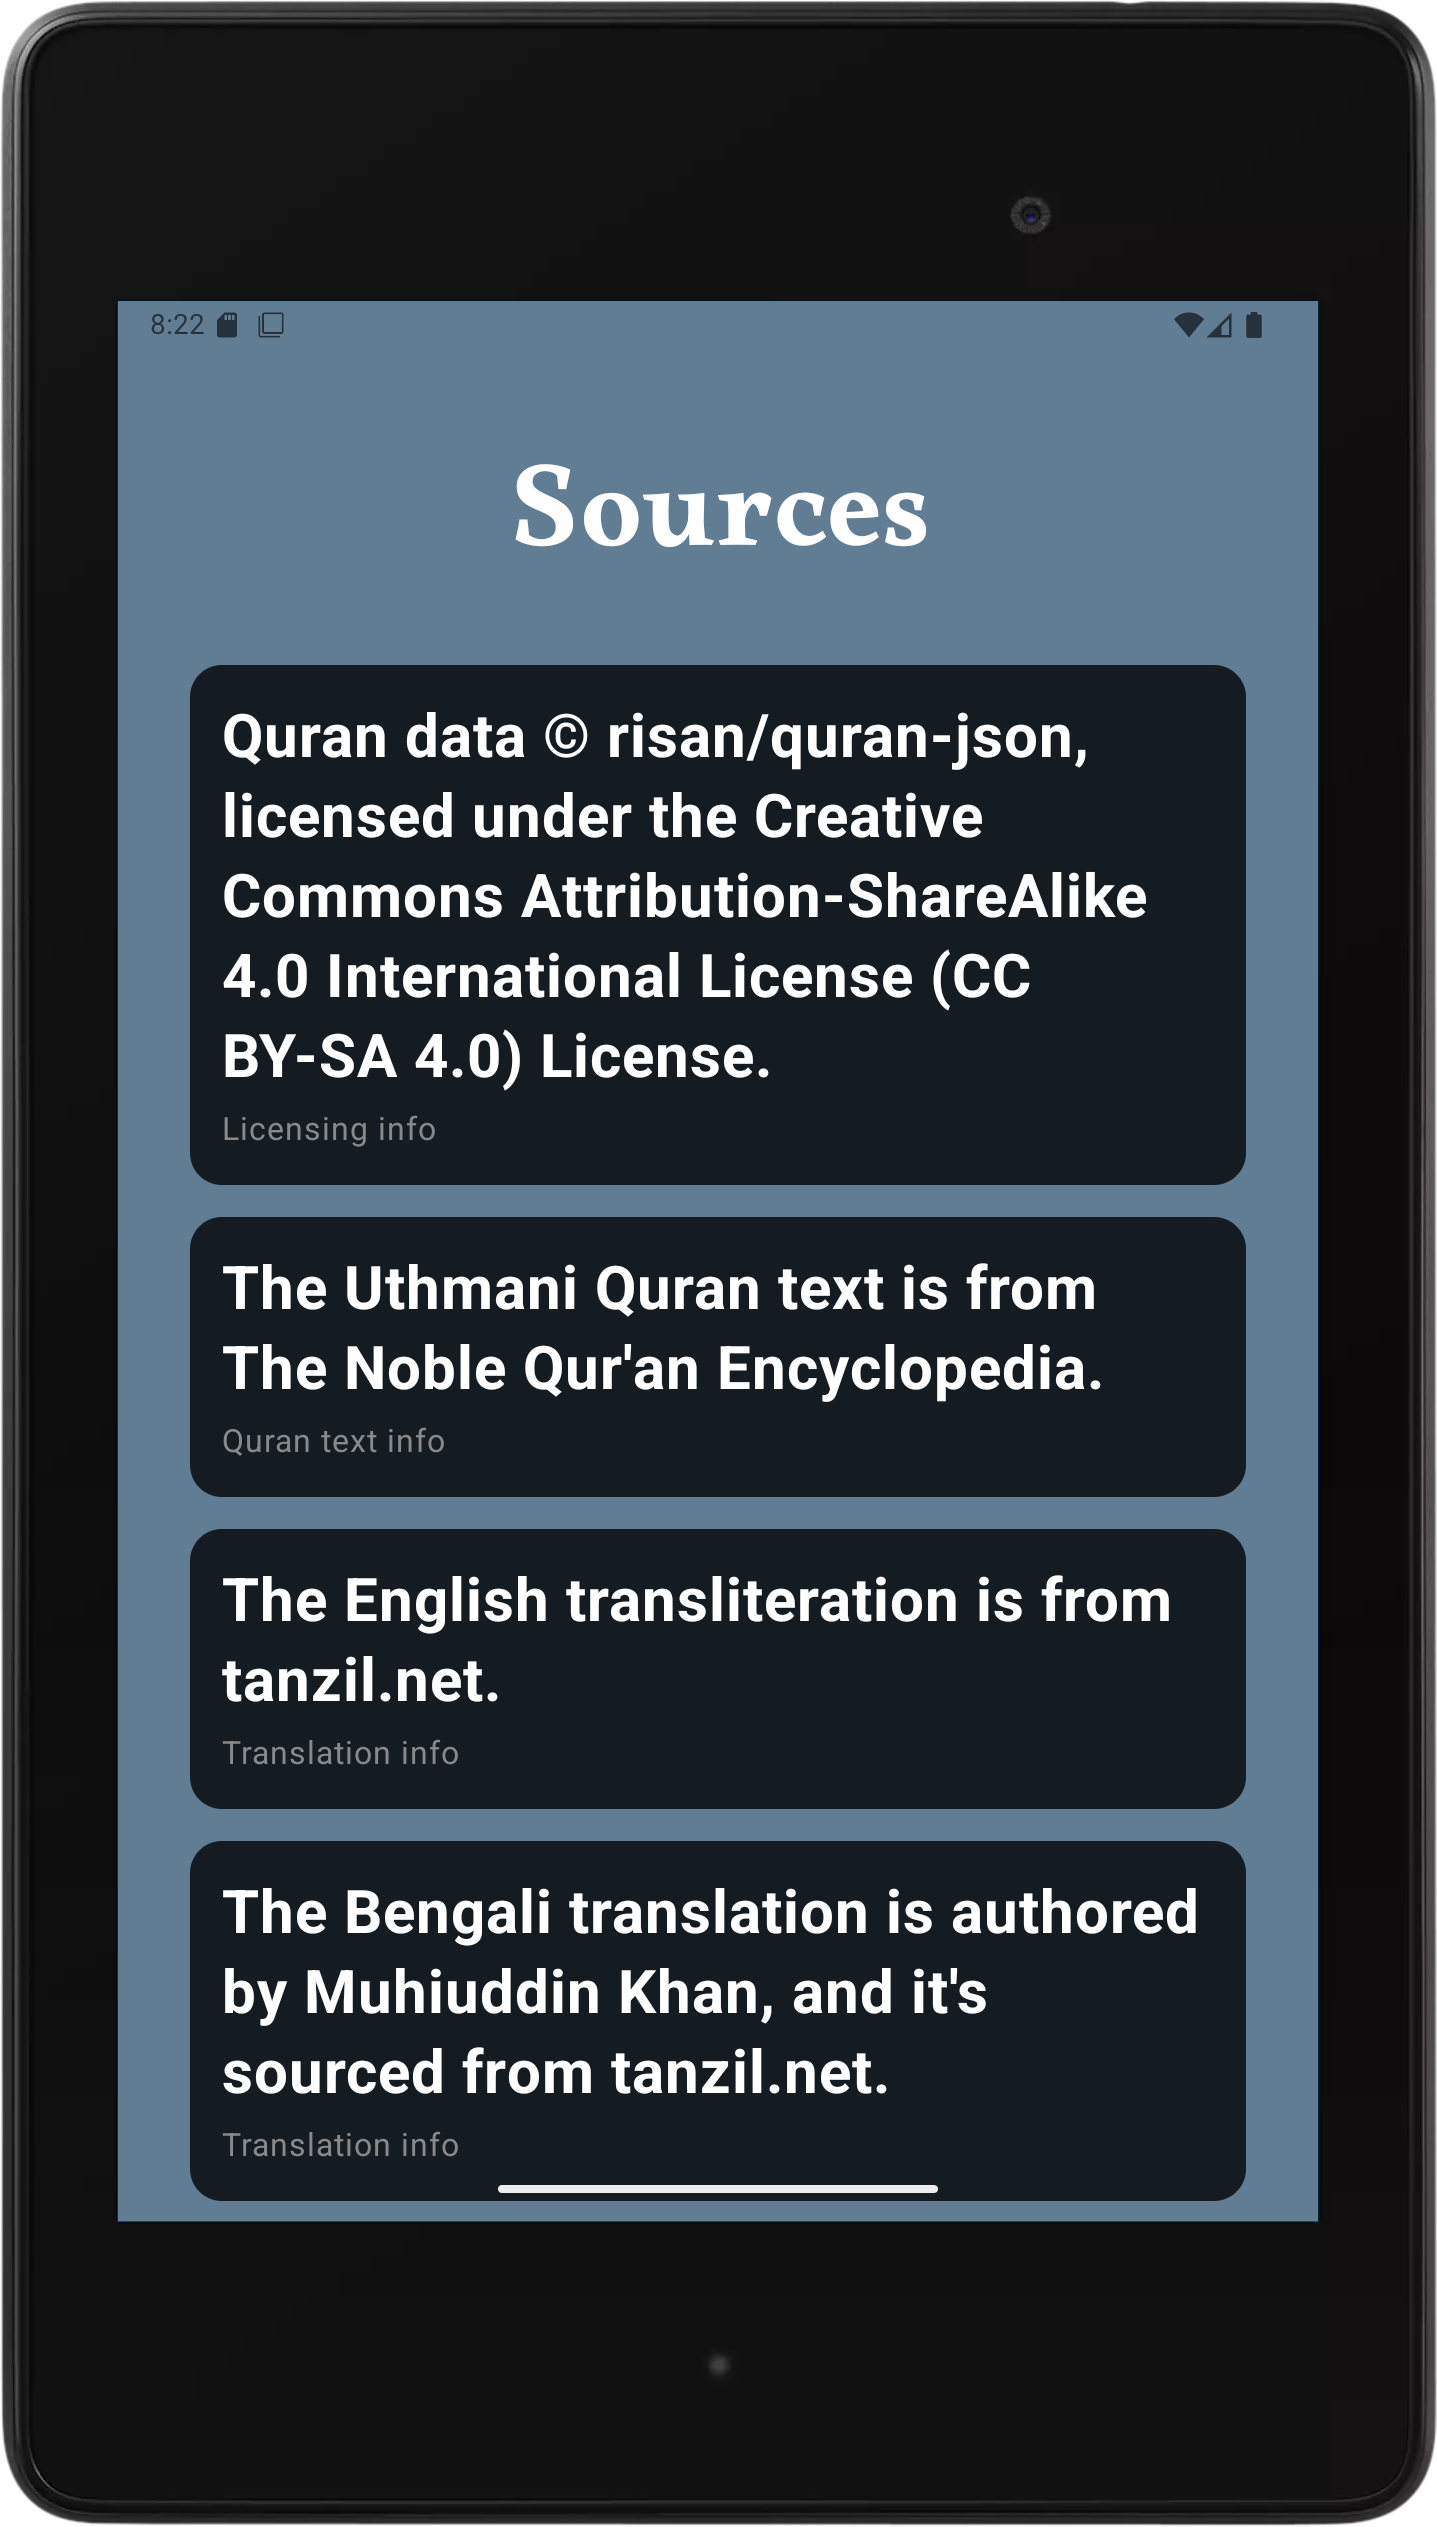 8:22
Sources
Quran data © risan/quran-json,
licensed under the Creative
Commons Attribution-ShareAlike
4.0 International License (CC
BY-SA 4.0) License.
Licensing info
The Uthmani Quran text is from
The Noble Qur'an Encyclopedia.
Quran text info
The English transliteration is from
tanzil.net.
Translation info
The Bengali translation is authored
by Muhiuddin Khan, and it's
sourced from tanzil.net.
Translation info